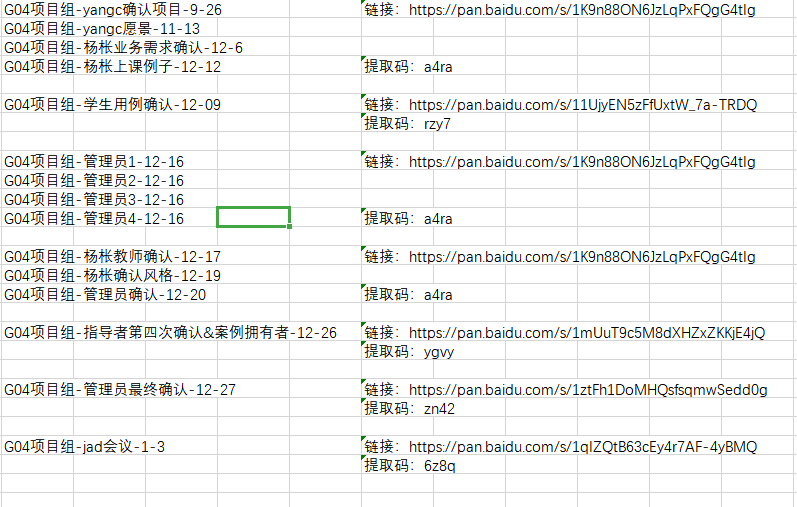 G04项目组-yangc确认项目-9-26 链接：https://pan.baidu.com/s/1K9n88ON6JzLqPxFQgG4tIg
G04项目组-yangc愿景-11-13
G04项目组-杨枨业务需求确认-12-6
G04项目组-杨枨上课例子-12-12 提取码：a4ra
G04项目组-学生用例确认-12-09 链接：https://pan.baidu.com/s/11UjyEN5zFfUxtW_7a-TRDQ
提取码：rzy7
G04项目组-管理员1-12-16 链接：https://pan.baidu.com/s/1K9n88ON6JzLqPxFQgG4tIg
G04项目组-管理员2-12-16
G04项目组-管理员3-12-16
G04项目组-管理员4-12-16 提取码：a4ra
G04项目组-杨枨教师确认-12-17 链接：https://pan.baidu.com/s/1K9n88ON6JzLqPxFQgG4tIg
G04项目组-杨枨确认风格-12-19
G04项目组-管理员确认-12-20 提取码：a4ra
G04项目组-指导者第四次确认&案例拥有者-12-26 链接：https://pan.baidu.com/s/1mUuT9c5M8dXHZxZKKjE4jQ
提取码：ygvy
G04项目组-管理员最终确认-12-27 链接：https://pan.baidu.com/s/1ztFh1DoMHQsfsqmwSedd0g
提取码：zn42
G04项目组-jad会议-1-3 链接：https://pan.baidu.com/s/1qIZQtB63cEy4r7AF-4yBMQ
提取码：6z8q